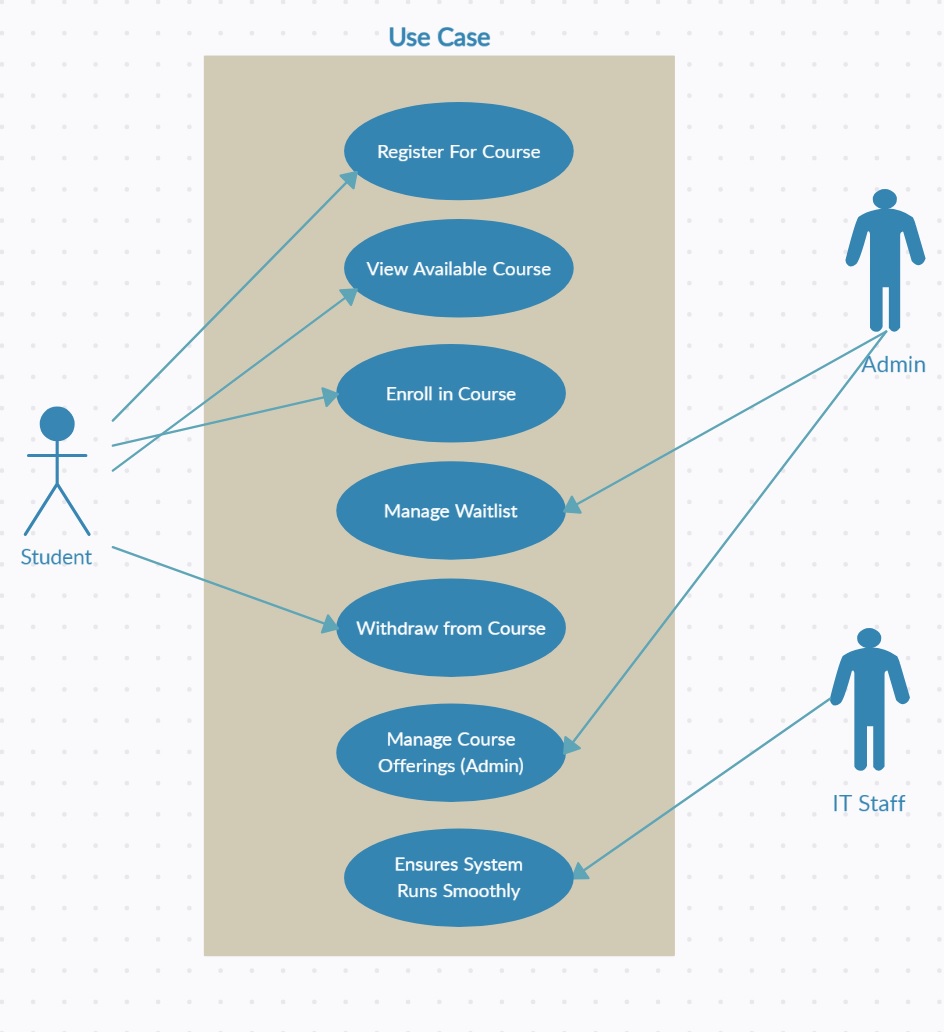 Use Case
Register For Course
View Available Course
Enroll in Course
Manage Waitlist
Withdraw from Course
Manage Course
Offerings (Admin)
Ensures System
Runs Smoothly
Student
Admin
IT Staff